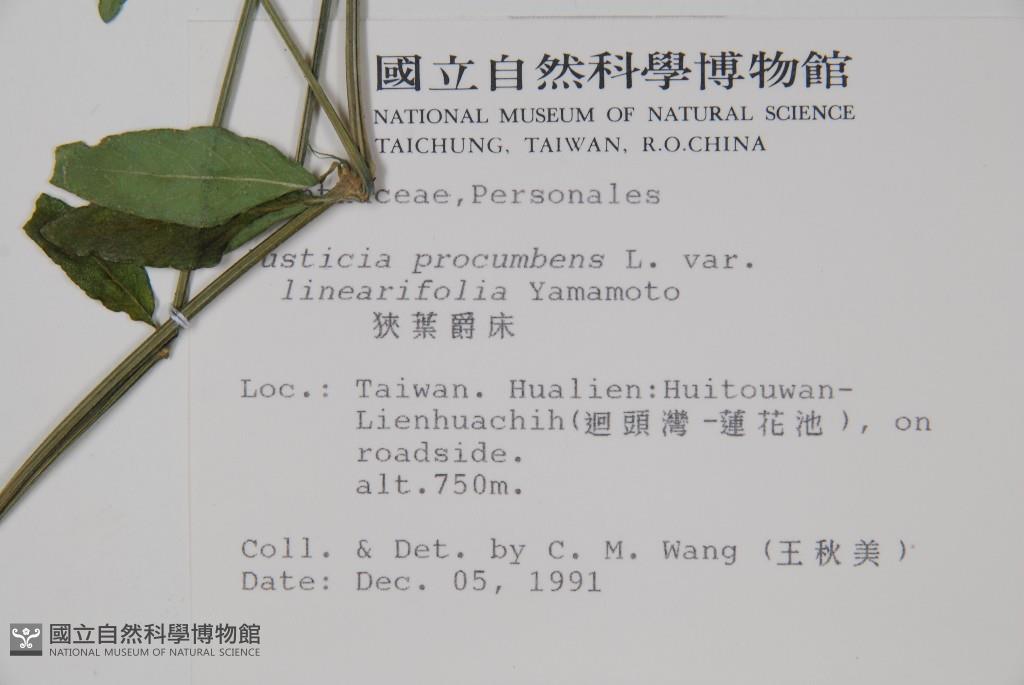 國立自然科學博物館
NATIONAL MUSEUM OF NATURAL SCIENCE
TAICHUNG, TAIWAN, R.O.CHINA
ceae,Personales
usticia procumbens L. var.
linearifolia Yamamoto
狹葉爵床
Loc.: Taiwan. Hualien:Huitouwan-
Lienhuachih(迴頭灣-蓮花池), on
roadside.
alt.750m.
Coll. & Det. by C. M. Wang (王秋美)
Date: Dec. 05, 1991
國立自然科學博物館
NATIONAL MUSEUM OF NATURAL SCIENCE